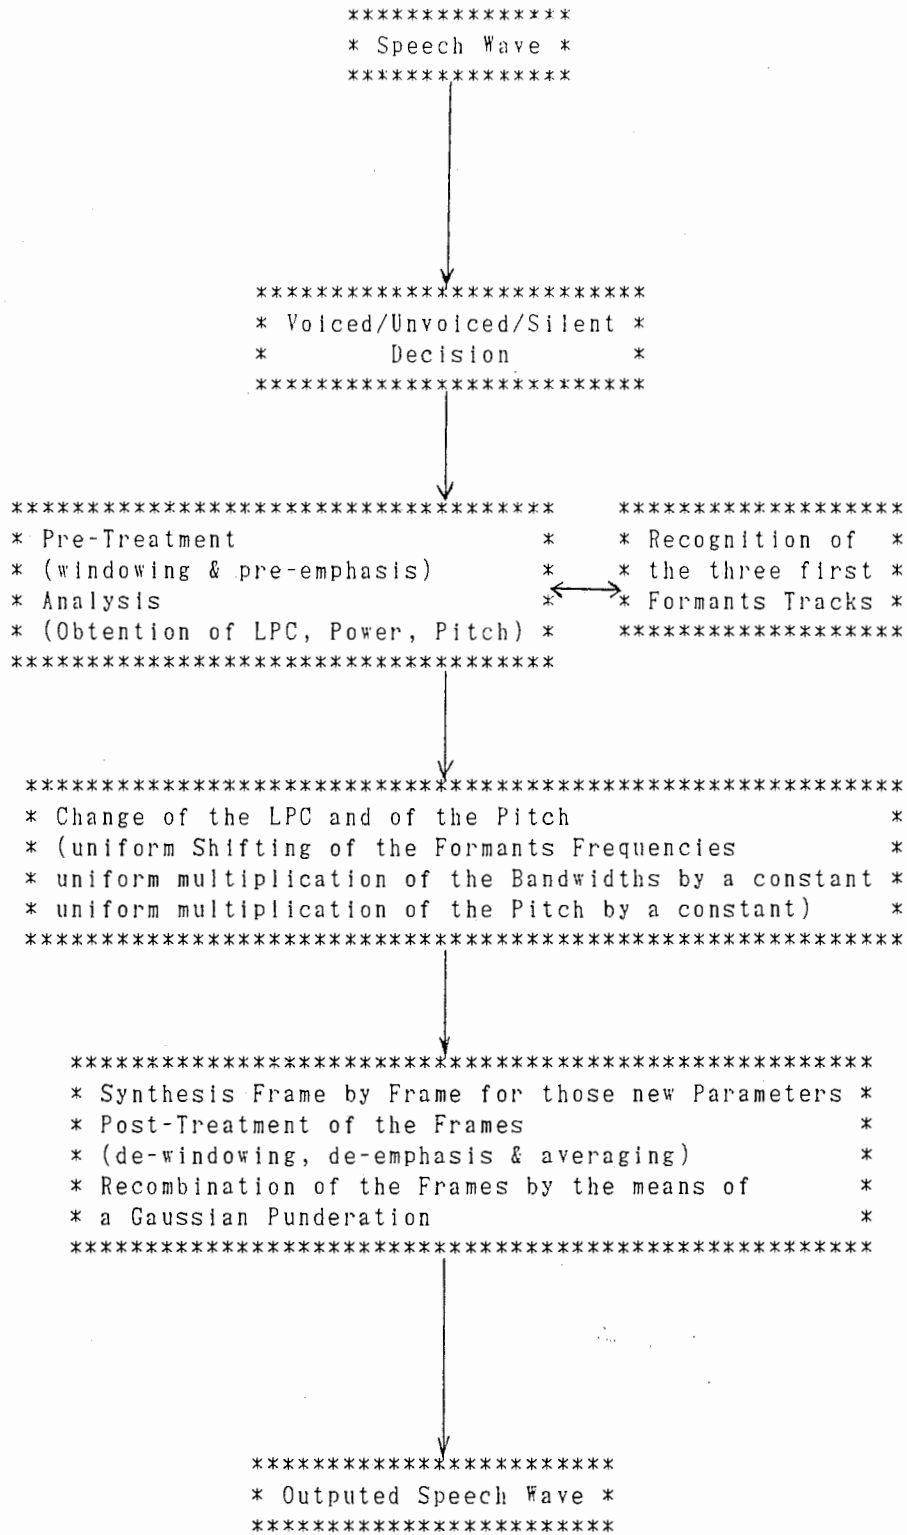 ***************
* Speech Wave *
***************
**************************
* Voiced/Unvoiced/Silent *
* Decision *
**************************
************************************
* Pre-Treatment *
* (windowing & pre-emphasis) *
* Analysis *
* (Obtention of LPC, Power, Pitch) *
************************************
*******************
* Recognition of *
* the three first *
* Formants Tracks *
*******************
**********************************************************
* Change of the LPC and of the Pitch *
* (uniform Shifting of the Formants Frequencies *
* uniform multiplication of the Bandwidths by a constant *
* uniform multiplication of the Pitch by a constant) *
**********************************************************
*****************************************************
* Synthesis Frame by Frame for those new Parameters *
* Post-Treatment of the Frames *
* (de-windowing, de-emphasis & averaging) *
* Recombination of the Frames by the means of *
* a Gaussian Punderation *
*****************************************************
************************
* Outputed Speech Wave *
************************